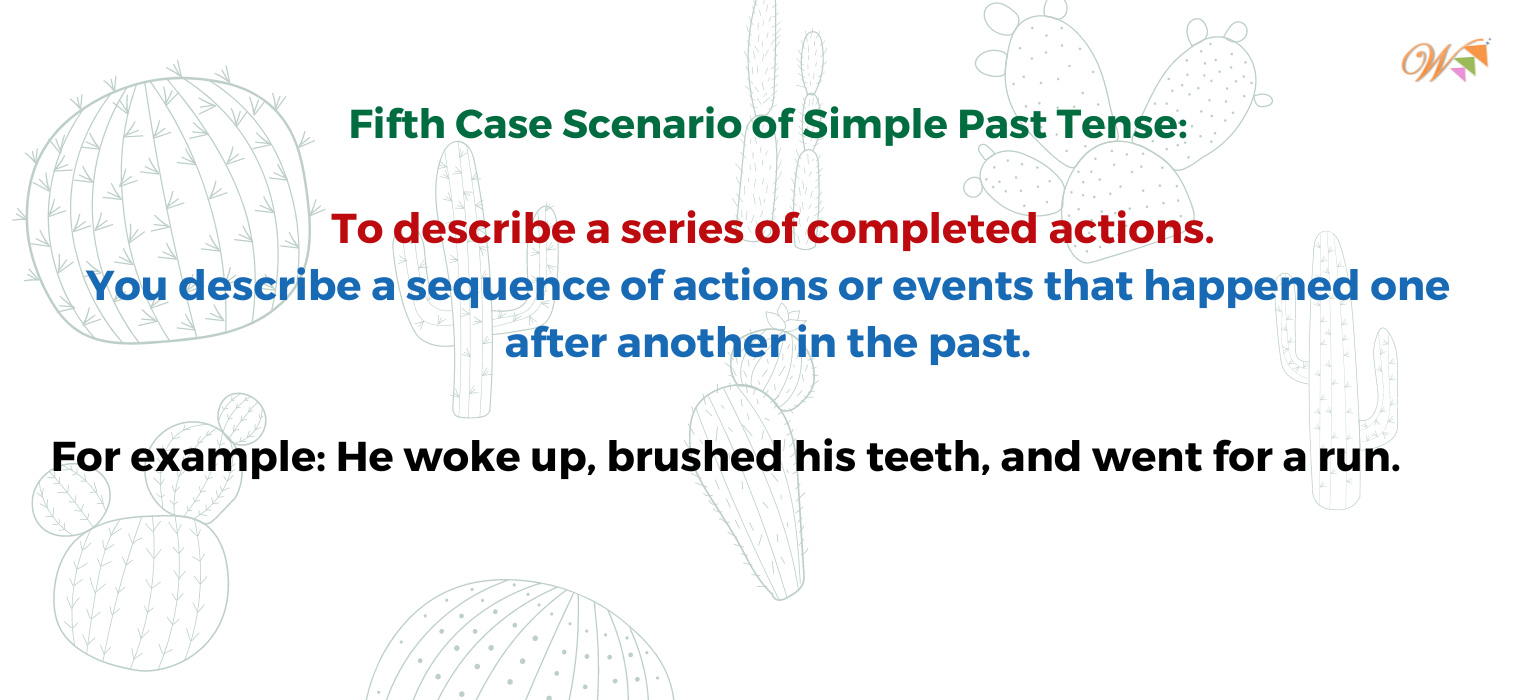 Fifth Case Scenario of Simple Past Tense:
To describe a series of completed actions.
You describe a sequence of actions or events that happened one
after another in the past.
For example: He woke up, brushed his teeth, and went for a run.